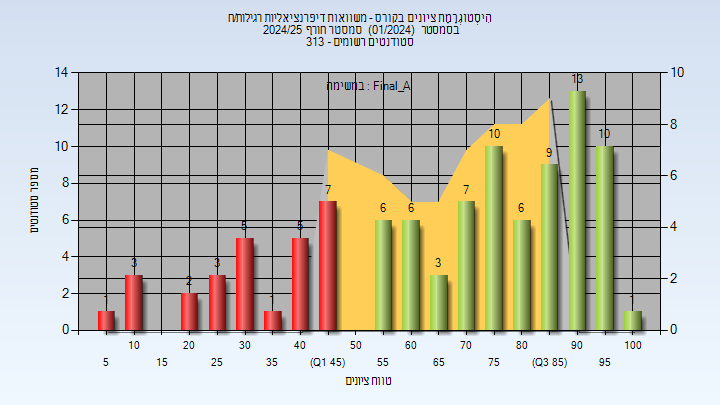 היסטוגרמת ציונים בקורס - משוואות דיפרנציאליות רגילות/ח
בסמסטר (01/2024) סמסטר חורף 2024/25
סטודנטים רשומים - 313
במשימה : Final_A
14 12 10 8 6 4 2 0
10 8 6 4 2 0
1 3 2 3 5 1 5 7 6 6 3 7 10 6 9 13 10 1
מספר סטודנטים
10 20 30 40 50 60 70 80 90 100
5 15 25 35 (Q1 45) 55 65 75 (Q3 85) 95
טווח ציונים